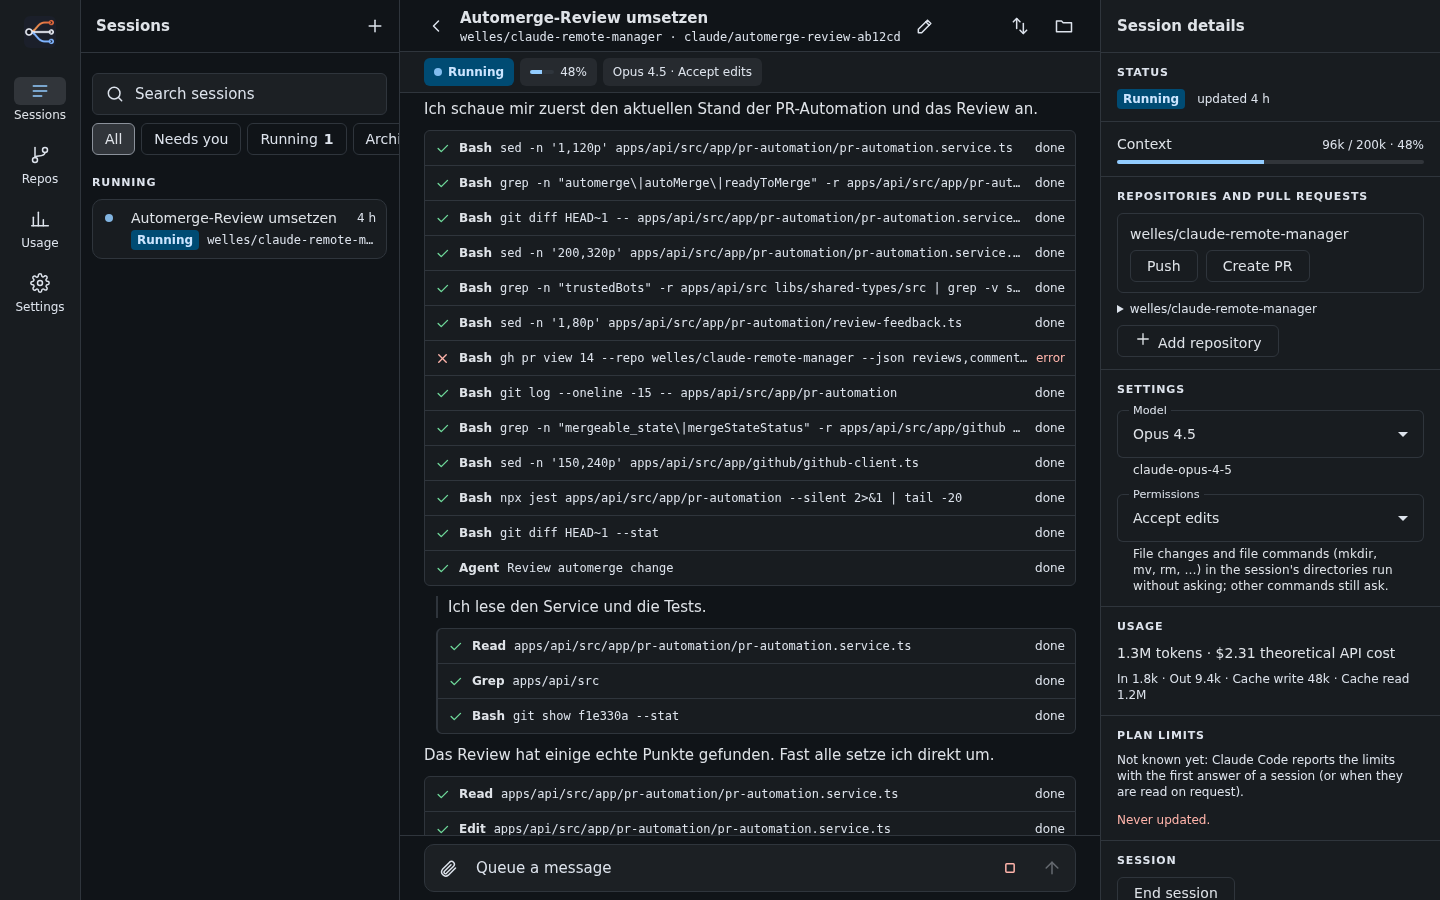 Sessions
Repos
Usage
Settings
Sessions
Search sessions
All
Needs you
Running 1
Archi
RUNNING
Automerge-Review umsetzen 4 h
Running welles/claude-remote-m…
Automerge-Review umsetzen
welles/claude-remote-manager · claude/automerge-review-ab12cd
Running
48%
Opus 4.5 · Accept edits
Ich schaue mir zuerst den aktuellen Stand der PR-Automation und das Review an.
Bash sed -n '1,120p' apps/api/src/app/pr-automation/pr-automation.service.ts done
Bash grep -n "automerge\|autoMerge\|readyToMerge" -r apps/api/src/app/pr-aut… done
Bash git diff HEAD~1 -- apps/api/src/app/pr-automation/pr-automation.service… done
Bash sed -n '200,320p' apps/api/src/app/pr-automation/pr-automation.service.… done
Bash grep -n "trustedBots" -r apps/api/src libs/shared-types/src | grep -v s… done
Bash sed -n '1,80p' apps/api/src/app/pr-automation/review-feedback.ts done
Bash gh pr view 14 --repo welles/claude-remote-manager --json reviews,comment… error
Bash git log --oneline -15 -- apps/api/src/app/pr-automation done
Bash grep -n "mergeable_state\|mergeStateStatus" -r apps/api/src/app/github … done
Bash sed -n '150,240p' apps/api/src/app/github/github-client.ts done
Bash npx jest apps/api/src/app/pr-automation --silent 2>&1 | tail -20 done
Bash git diff HEAD~1 --stat done
Agent Review automerge change done
Ich lese den Service und die Tests.
Read apps/api/src/app/pr-automation/pr-automation.service.ts done
Grep apps/api/src done
Bash git show f1e330a --stat done
Das Review hat einige echte Punkte gefunden. Fast alle setze ich direkt um.
Read apps/api/src/app/pr-automation/pr-automation.service.ts done
Edit apps/api/src/app/pr-automation/pr-automation.service.ts done
Queue a message
Session details
STATUS
Running updated 4 h
Context 96k / 200k · 48%
REPOSITORIES AND PULL REQUESTS
welles/claude-remote-manager
Push
Create PR
welles/claude-remote-manager
Add repository
SETTINGS
Model
Opus 4.5
claude-opus-4-5
Permissions
Accept edits
File changes and file commands (mkdir,
mv, rm, …) in the session's directories run
without asking; other commands still ask.
USAGE
1.3M tokens · $2.31 theoretical API cost
In 1.8k · Out 9.4k · Cache write 48k · Cache read
1.2M
PLAN LIMITS
Not known yet: Claude Code reports the limits
with the first answer of a session (or when they
are read on request).
Never updated.
SESSION
End session